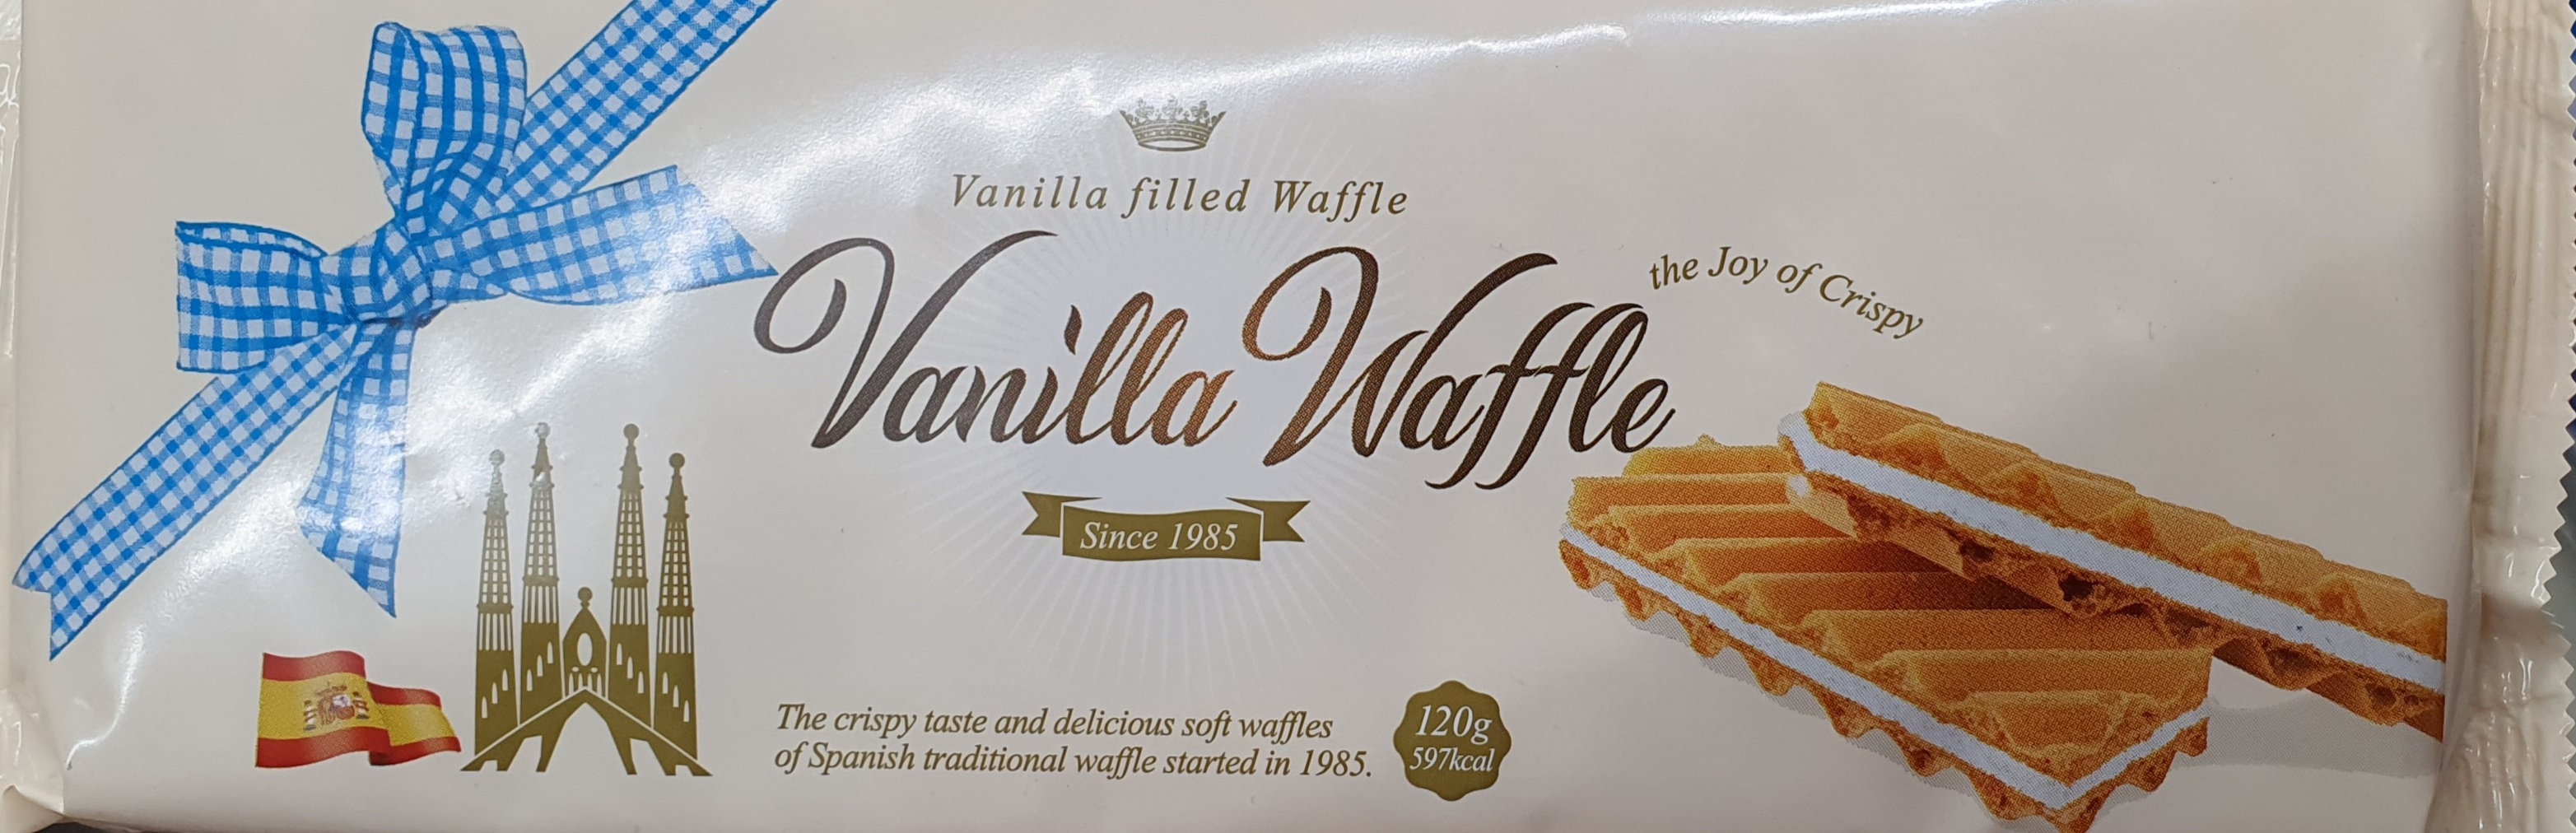 Vanilla filled Waffle
Vanilla Waffle
the Joy of Crispy
Since 1985
The crispy taste and delicious soft waffles
of Spanish traditional waffle started in 1985.
120g
597kcal